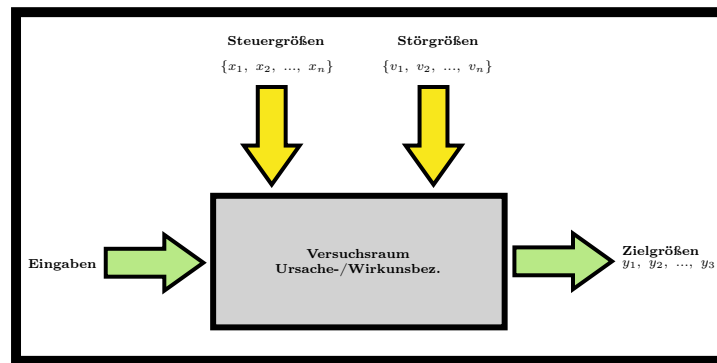 Steuergrößen
{x₁, x₂, ..., xₙ}
Störgrößen
{v₁, v₂, ..., vₙ}
Eingaben
Versuchsraum
Ursache-/Wirkunsbez.
Zielgrößen
y₁, y₂, ..., y₃